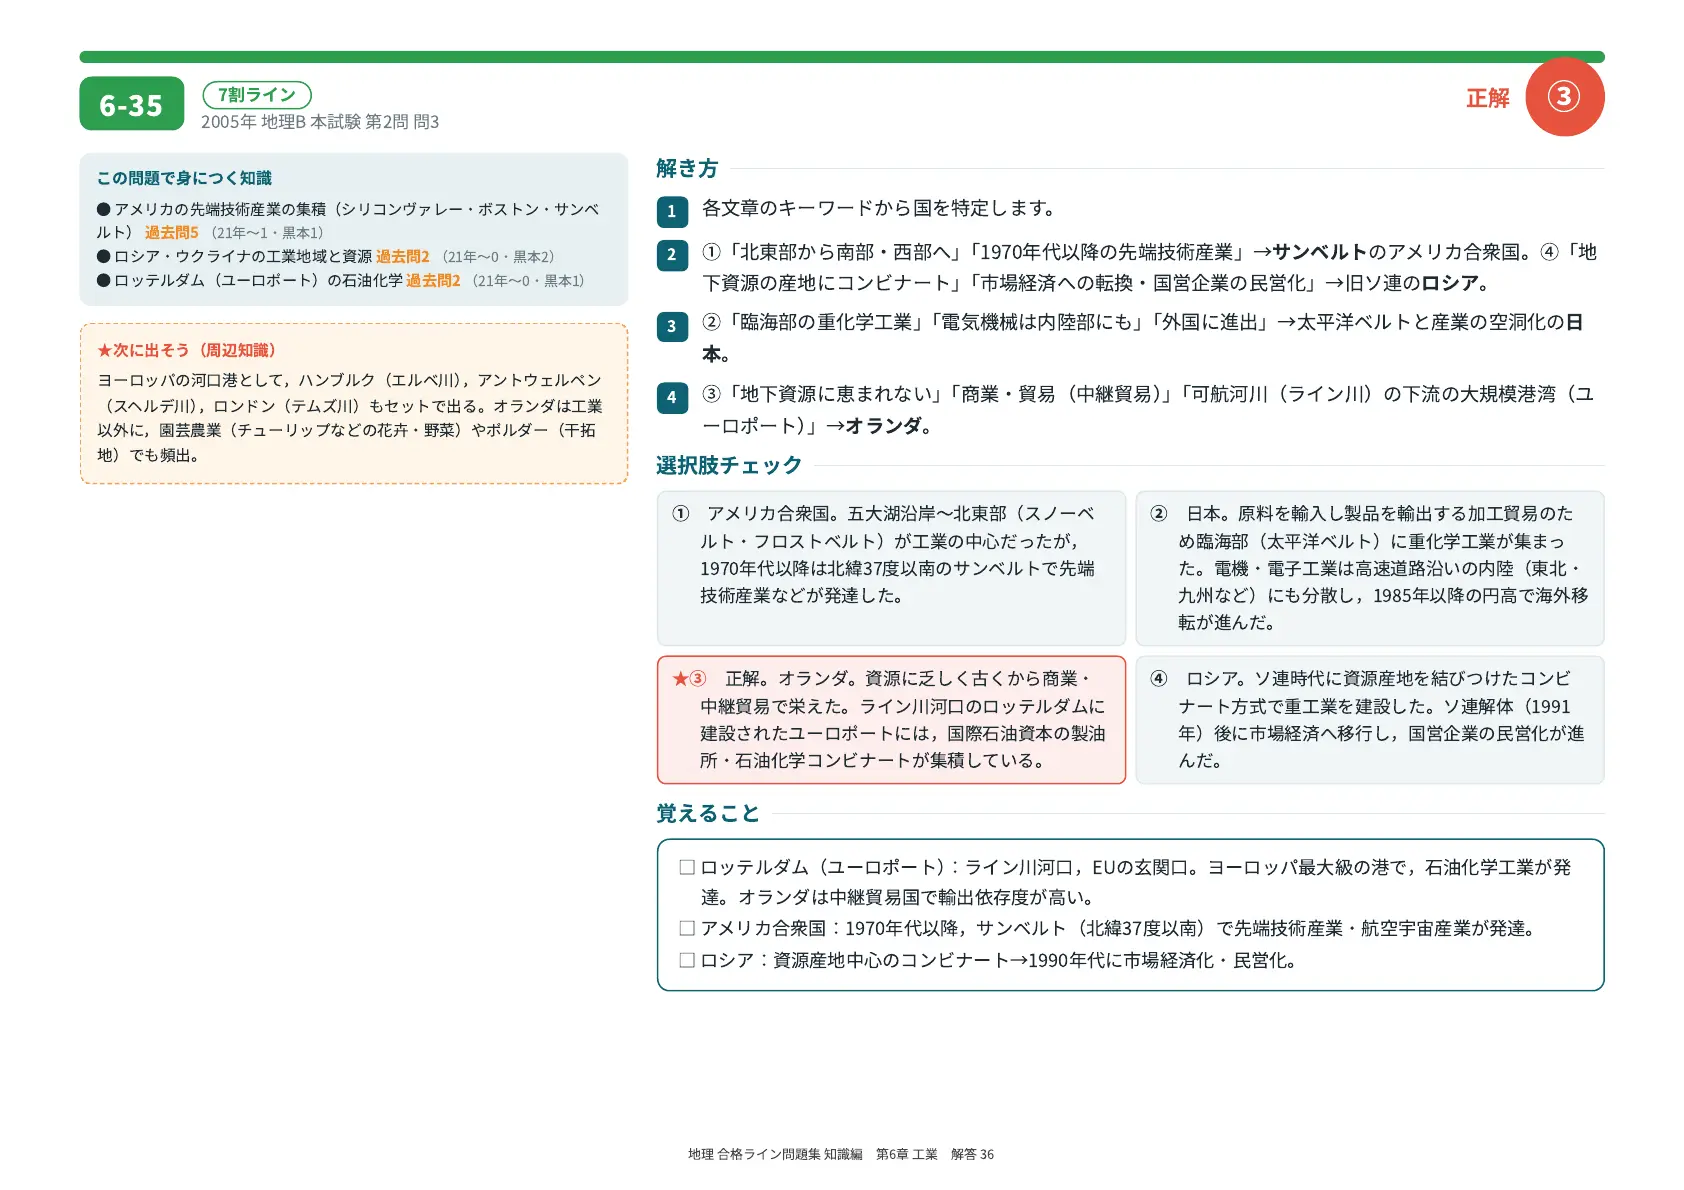 6-35
7割ライン
2005年 地理B 本試験 第2問 問3
正解
③
この問題で身につく知識
● アメリカの先端技術産業の集積（シリコンヴァレー・ボストン・サンベ
ルト） 過去問5 （21年〜1・黒本1）
● ロシア・ウクライナの工業地域と資源 過去問2 （21年〜0・黒本2）
● ロッテルダム（ユーロポート）の石油化学 過去問2 （21年〜0・黒本1）
★次に出そう（周辺知識）
ヨーロッパの河口港として，ハンブルク（エルベ川），アントウェルペン
（スヘルデ川），ロンドン（テムズ川）もセットで出る。オランダは工業
以外に，園芸農業（チューリップなどの花卉・野菜）やポルダー（干拓
地）でも頻出。
解き方
1 各文章のキーワードから国を特定します。
2 ①「北東部から南部・西部へ」「1970年代以降の先端技術産業」→サンベルトのアメリカ合衆国。④「地
下資源の産地にコンビナート」「市場経済への転換・国営企業の民営化」→旧ソ連のロシア。
3 ②「臨海部の重化学工業」「電気機械は内陸部にも」「外国に進出」→太平洋ベルトと産業の空洞化の日
本。
4 ③「地下資源に恵まれない」「商業・貿易（中継貿易）」「可航河川（ライン川）の下流の大規模港湾（ユ
ーロポート）」→オランダ。
選択肢チェック
① アメリカ合衆国。五大湖沿岸〜北東部（スノーベ
ルト・フロストベルト）が工業の中心だったが，
1970年代以降は北緯37度以南のサンベルトで先端
技術産業などが発達した。
② 日本。原料を輸入し製品を輸出する加工貿易のた
め臨海部（太平洋ベルト）に重化学工業が集まっ
た。電機・電子工業は高速道路沿いの内陸（東北・
九州など）にも分散し，1985年以降の円高で海外移
転が進んだ。
★③ 正解。オランダ。資源に乏しく古くから商業・
中継貿易で栄えた。ライン川河口のロッテルダムに
建設されたユーロポートには，国際石油資本の製油
所・石油化学コンビナートが集積している。
④ ロシア。ソ連時代に資源産地を結びつけたコンビ
ナート方式で重工業を建設した。ソ連解体（1991
年）後に市場経済へ移行し，国営企業の民営化が進
んだ。
覚えること
□ ロッテルダム（ユーロポート）：ライン川河口，EUの玄関口。ヨーロッパ最大級の港で，石油化学工業が発
達。オランダは中継貿易国で輸出依存度が高い。
□ アメリカ合衆国：1970年代以降，サンベルト（北緯37度以南）で先端技術産業・航空宇宙産業が発達。
□ ロシア：資源産地中心のコンビナート→1990年代に市場経済化・民営化。
地理 合格ライン問題集 知識編 第6章 工業 解答 36